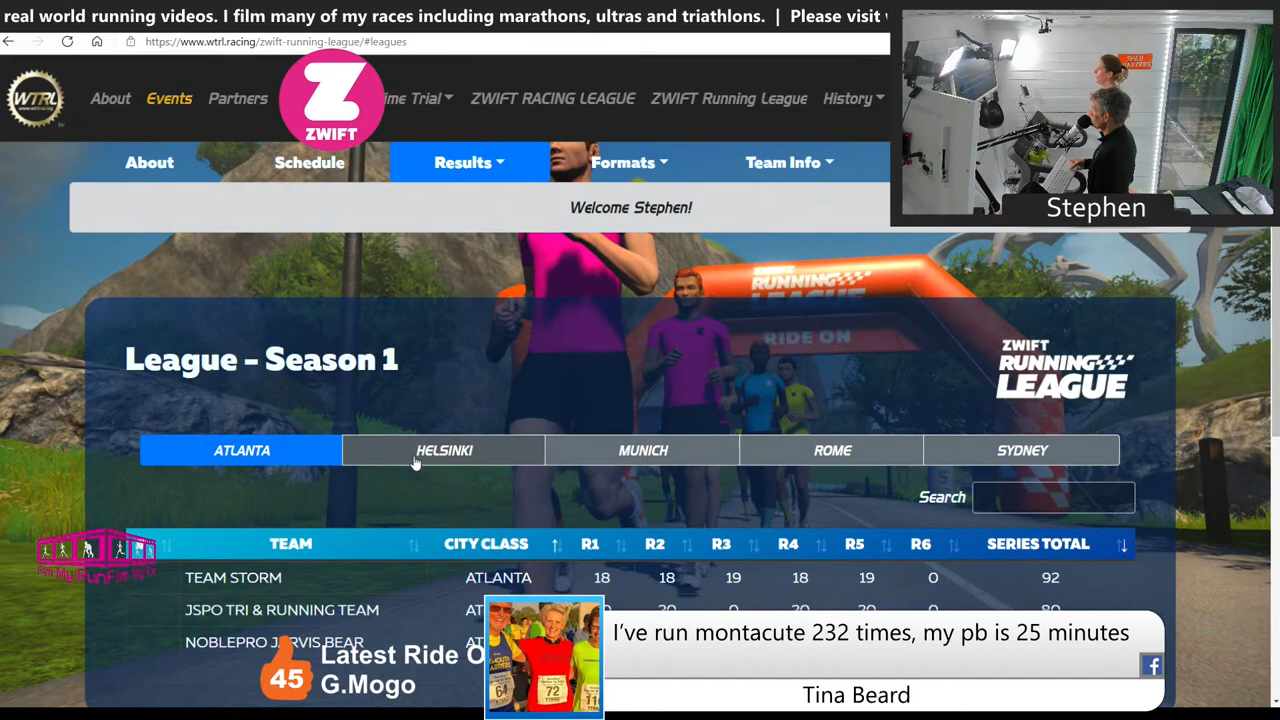 real world running videos. I film many of my races including marathons, ultras and triathlons. | Please visit
https://www.wtrl.racing/zwift-running-league/#leagues
WTRL
About
Events
Partners
ZWIFT
ime Trial
ZWIFT RACING LEAGUE
ZWIFT Running League
History
About
Schedule
Results
Formats
Team Info
Stephen
Welcome Stephen!
ZWIFT
RUNNING
RIDE ON
League - Season 1
ZWIFT
RUNNING
LEAGUE
ATLANTA
HELSINKI
MUNICH
ROME
SYDNEY
Search
TEAM CITY CLASS R1 R2 R3 R4 R5 R6 SERIES TOTAL
TEAM STORM ATLANTA 18 18 19 18 19 0 92
JSPO TRI & RUNNING TEAM
NOBLEPRO JARVIS BEAR
45
Latest Ride O
G.Mogo
64
72
I've run montacute 232 times, my pb is 25 minutes
Tina Beard